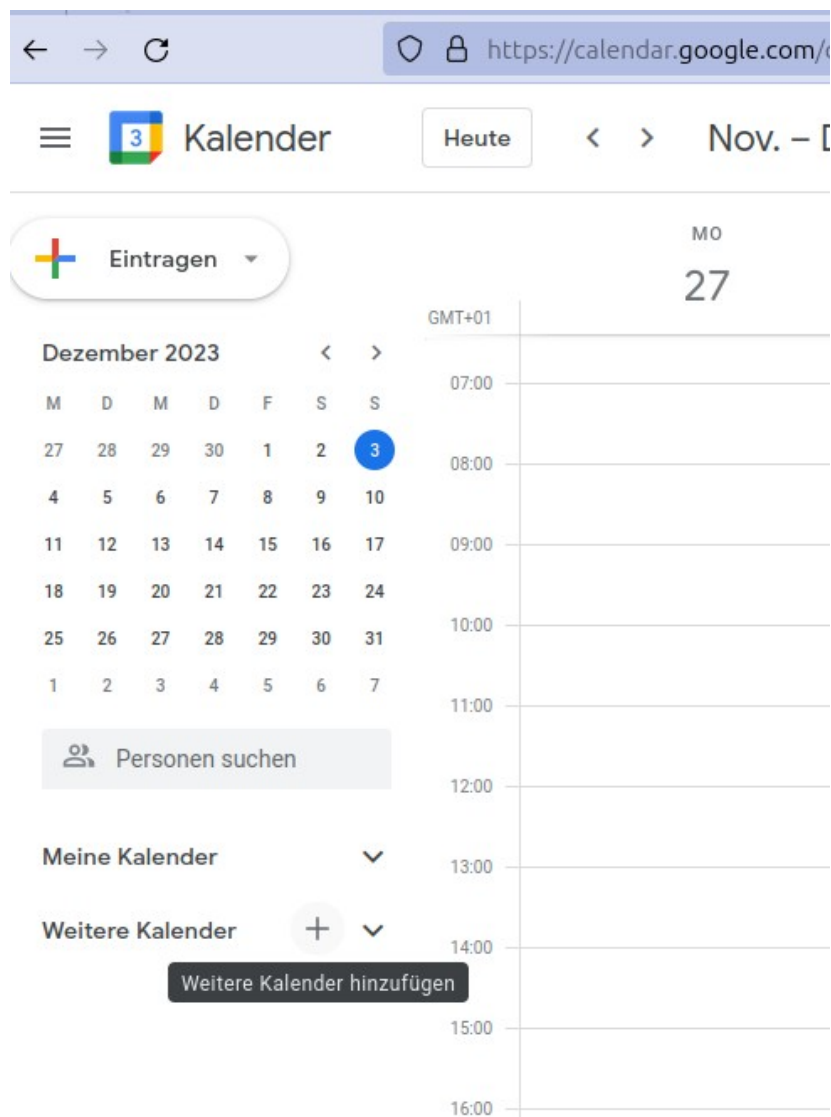 https://calendar.google.com/
3 Kalender Heute Nov. –
Eintragen
MO
27
GMT+01
Dezember 2023
M D M D F S S
27 28 29 30 1 2 3
4 5 6 7 8 9 10
11 12 13 14 15 16 17
18 19 20 21 22 23 24
25 26 27 28 29 30 31
1 2 3 4 5 6 7
Personen suchen
Meine Kalender
Weitere Kalender
Weitere Kalender hinzufügen
07:00
08:00
09:00
10:00
11:00
12:00
13:00
14:00
15:00
16:00